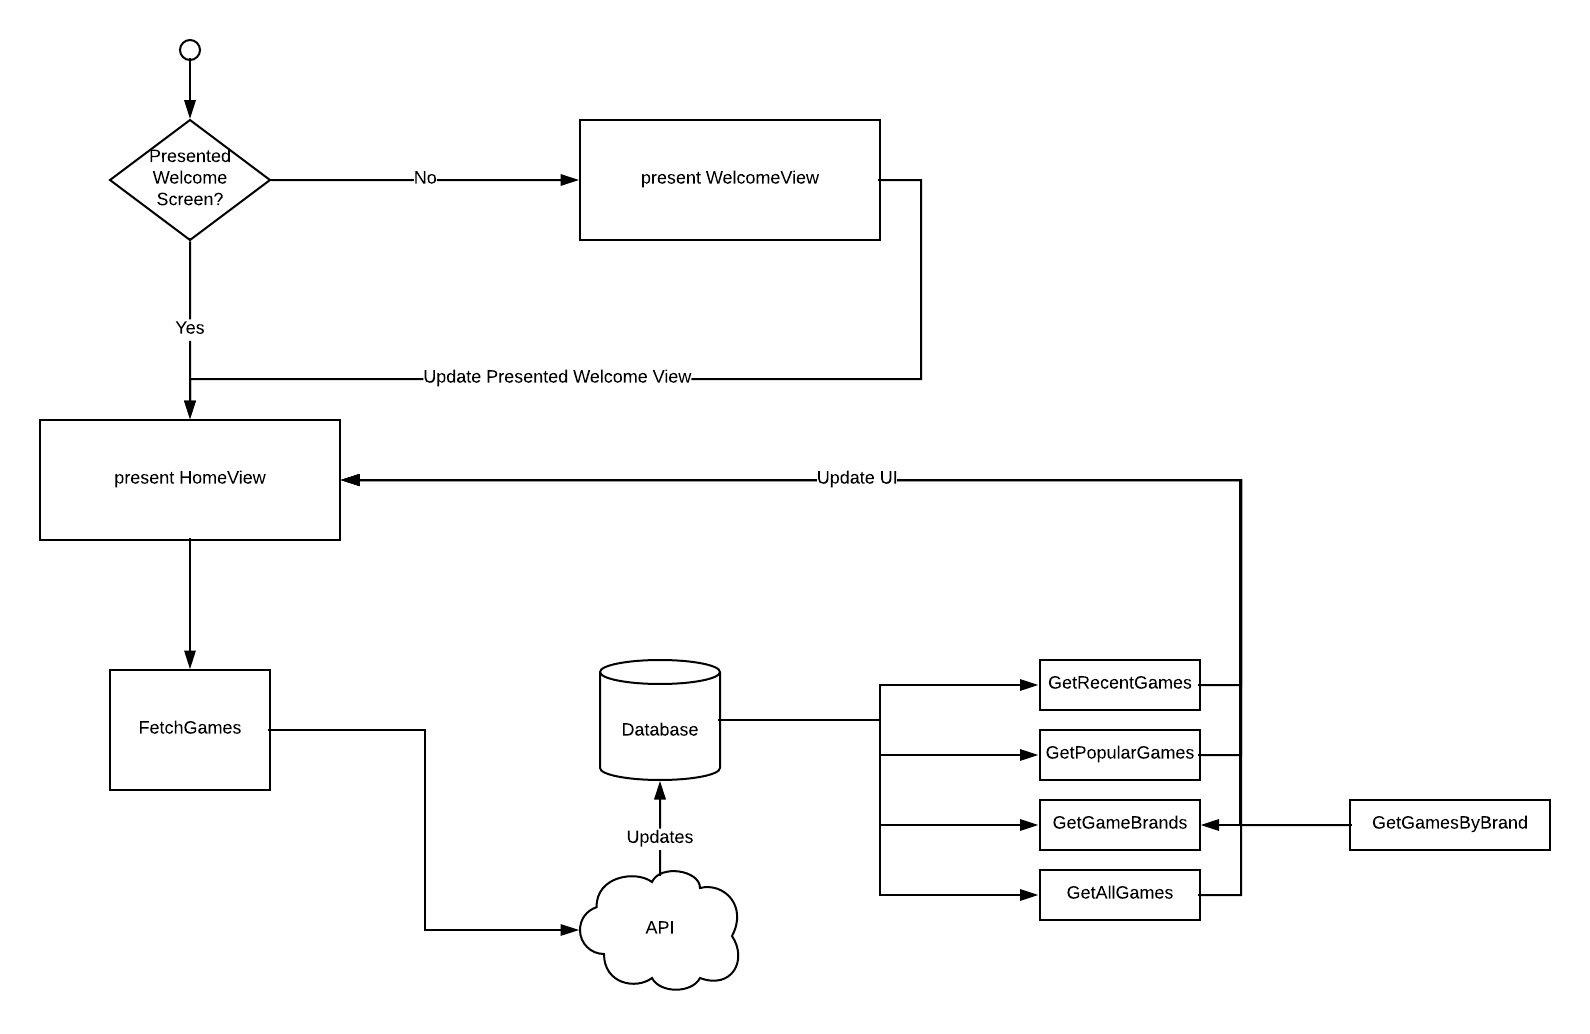 Presented
Welcome
Screen?
No
present WelcomeView
Yes
Update Presented Welcome View
present HomeView
Update UI
FetchGames
Database
Updates
API
GetRecentGames
GetPopularGames
GetGameBrands
GetGamesByBrand
GetAllGames